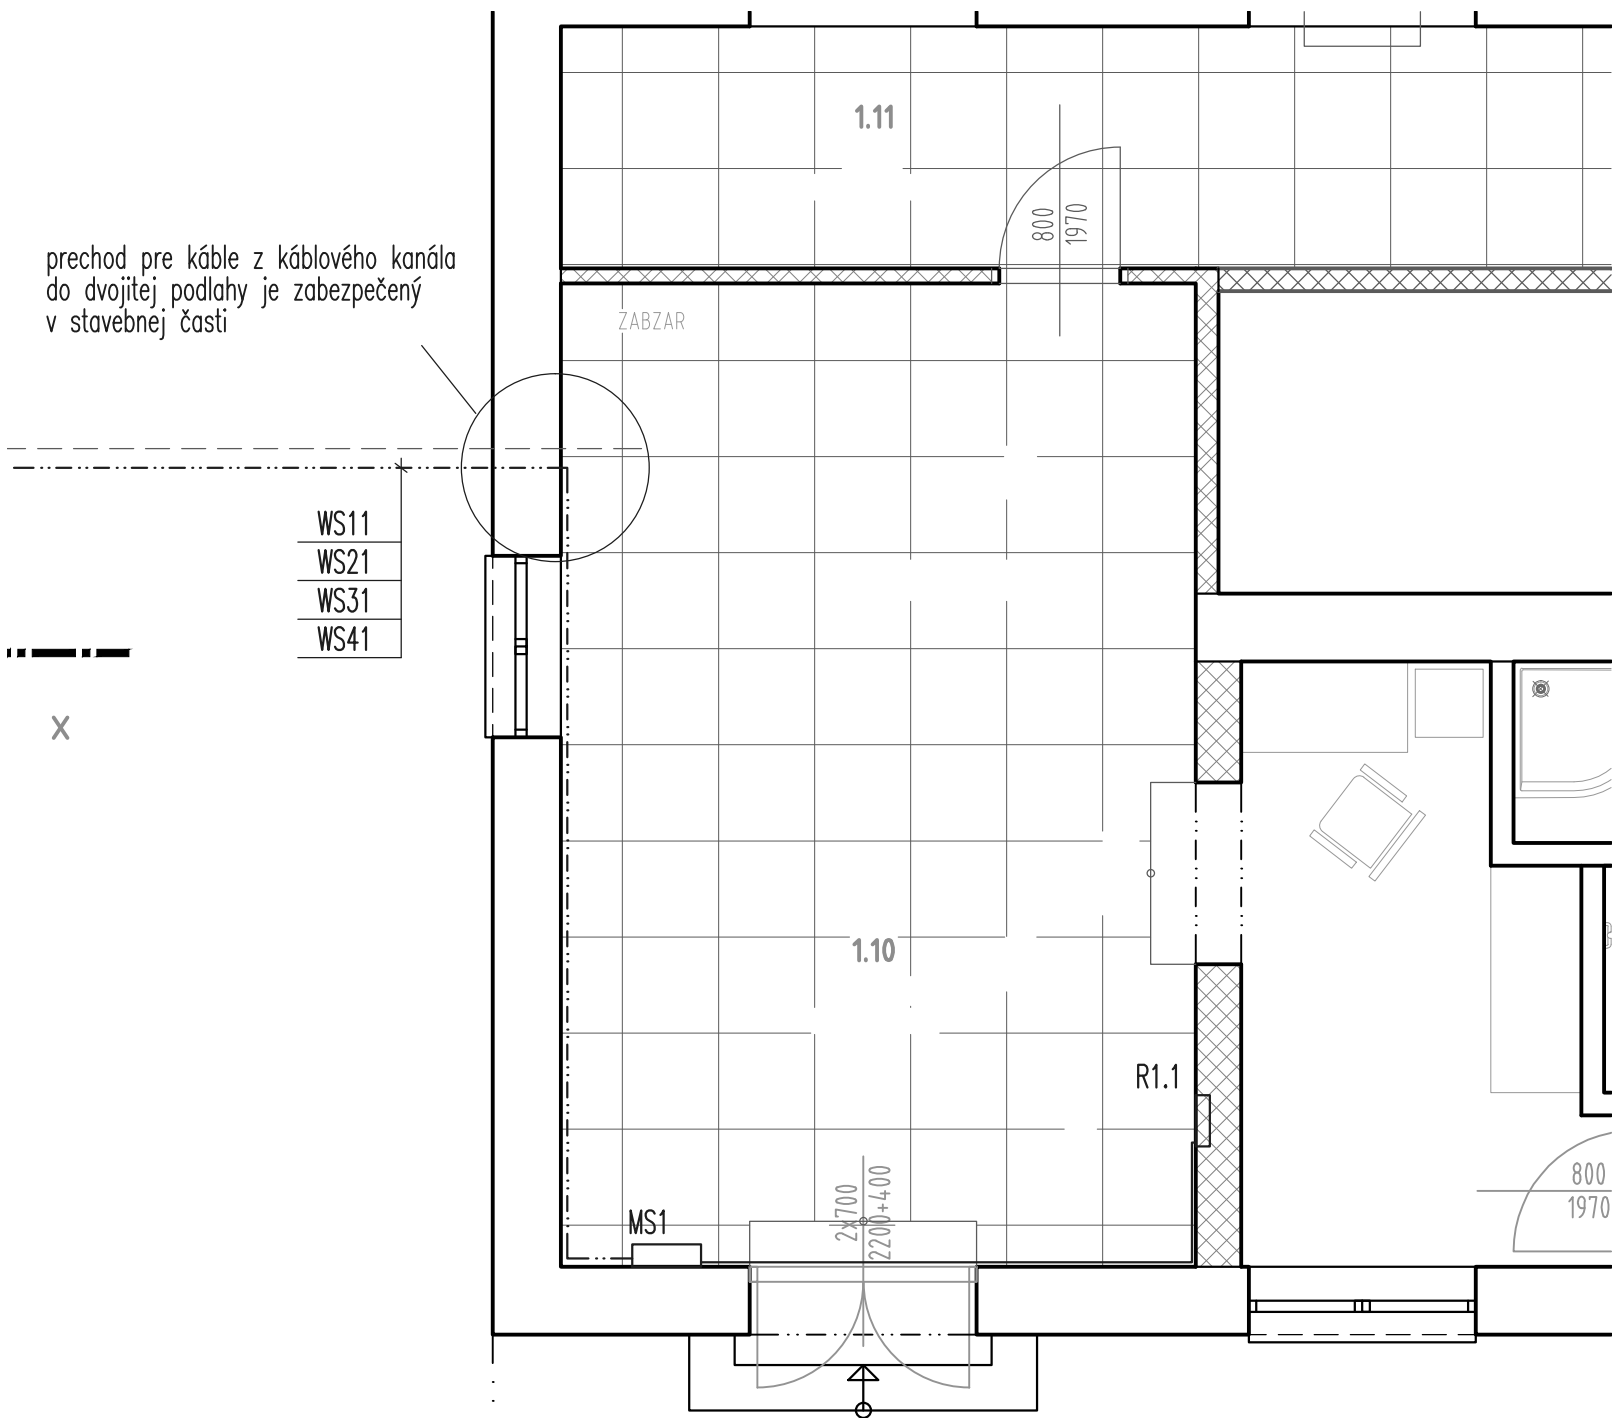 1.11
800
1970
prechod pre káble z káblového kanála
do dvojitej podlahy je zabezpečený
v stavebnej časti
ZABZAR
WS11
WS21
WS31
WS41
X
1.10
R1.1
MS1
2x700
2200+400
800
1970